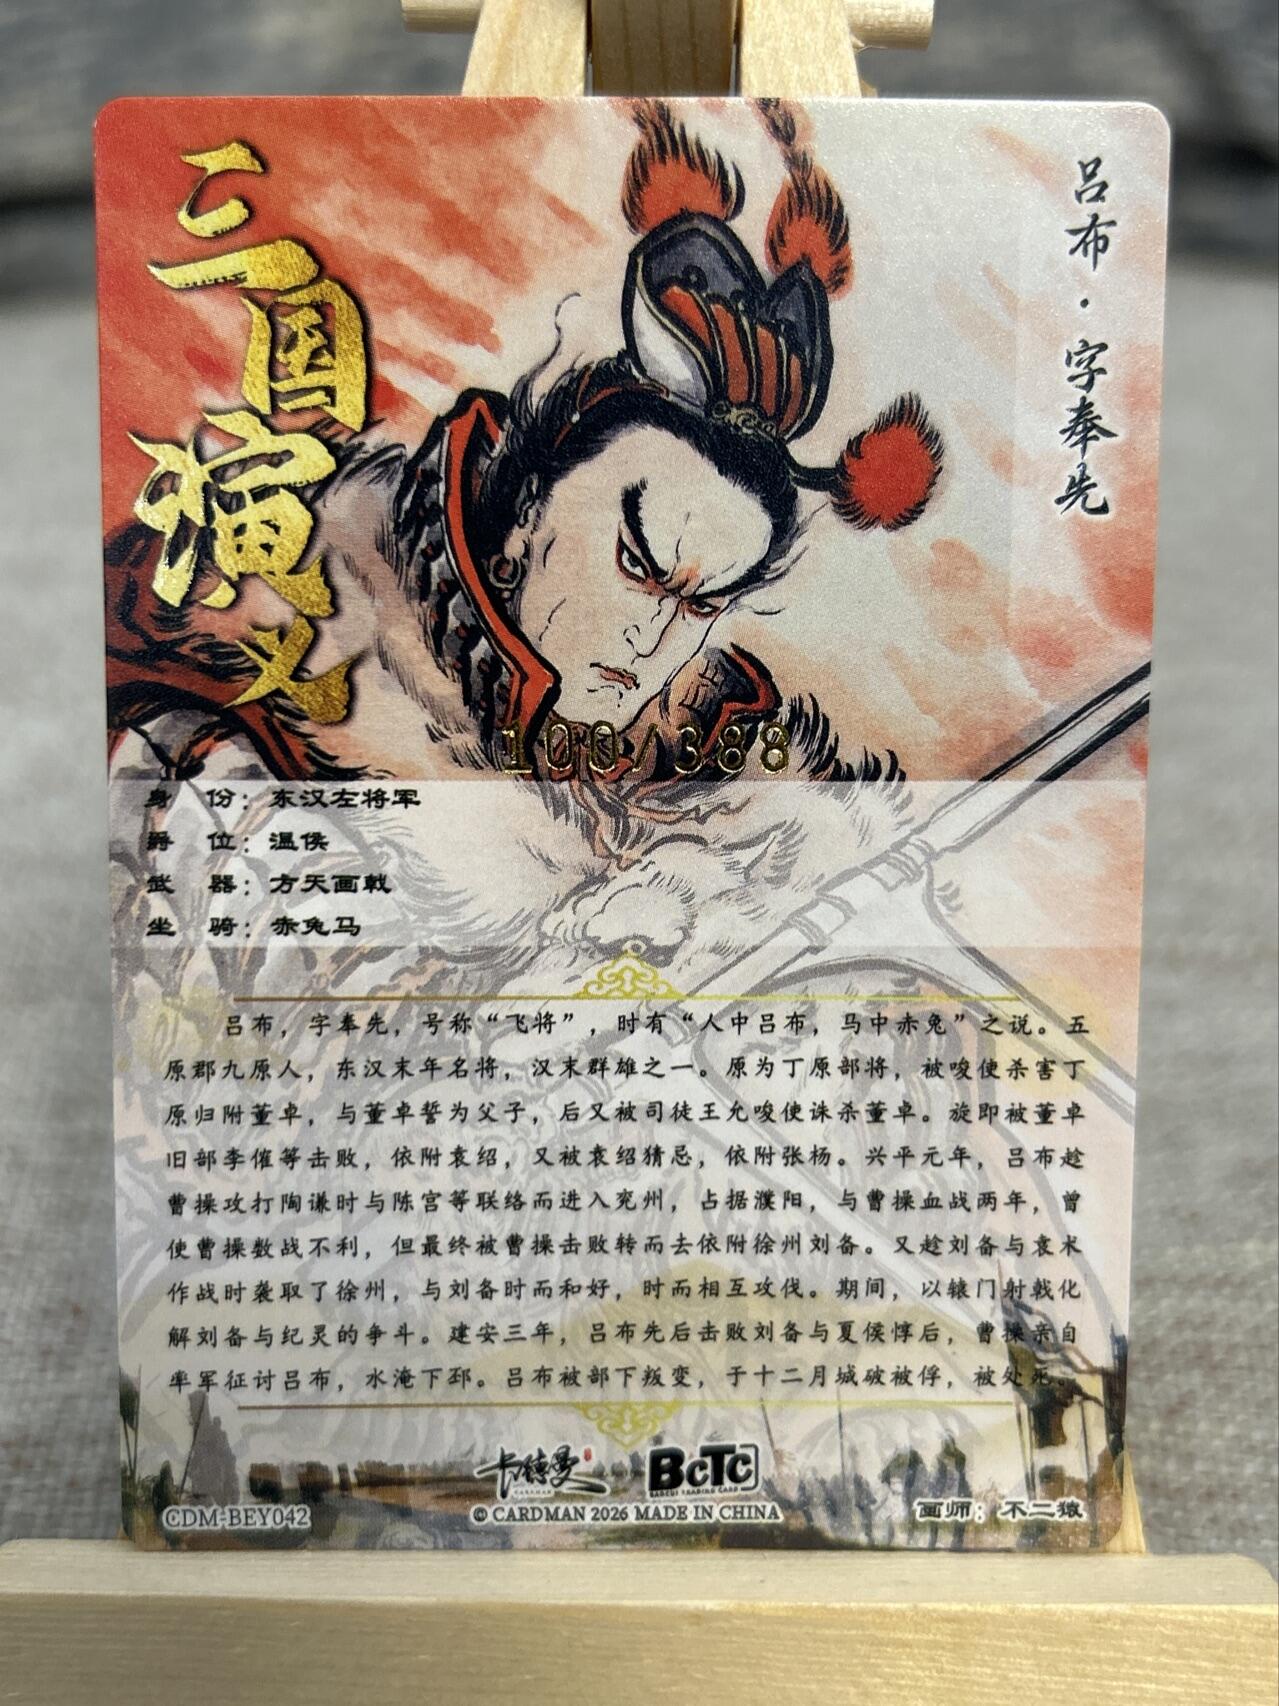 三国演义
吕布·字奉先
100/388
身 份：东汉左将军
爵 位：温侯
武 器：方天画戟
坐 骑：赤兔马
吕布，字奉先，号称“飞将”，时有“人中吕布，马中赤兔”之说。五
原郡九原人，东汉末年名将，汉末群雄之一。原为丁原部将，被唆使杀害丁
原归附董卓，与董卓誓为父子，后又被司徒王允唆使诛杀董卓。旋即被董卓
旧部李傕等击败，依附袁绍，又被袁绍猜忌，依附张杨。兴平元年，吕布趁
曹操攻打陶谦时与陈宫等联络而进入兖州，占据濮阳，与曹操血战两年，曾
使曹操数战不利，但最终被曹操击败转而去依附徐州刘备。又趁刘备与袁术
作战时袭取了徐州，与刘备时而和好，时而相互攻伐。期间，以辕门射戟化
解刘备与纪灵的争斗。建安三年，吕布先后击败刘备与夏侯惇后，曹操亲自
率军征讨吕布，水淹下邳。吕布被部下叛变，于十二月城破被俘，被处死。
卡德曼 BCTC
CDM-BEY042
© CARDMAN 2026 MADE IN CHINA
画师：不二猿